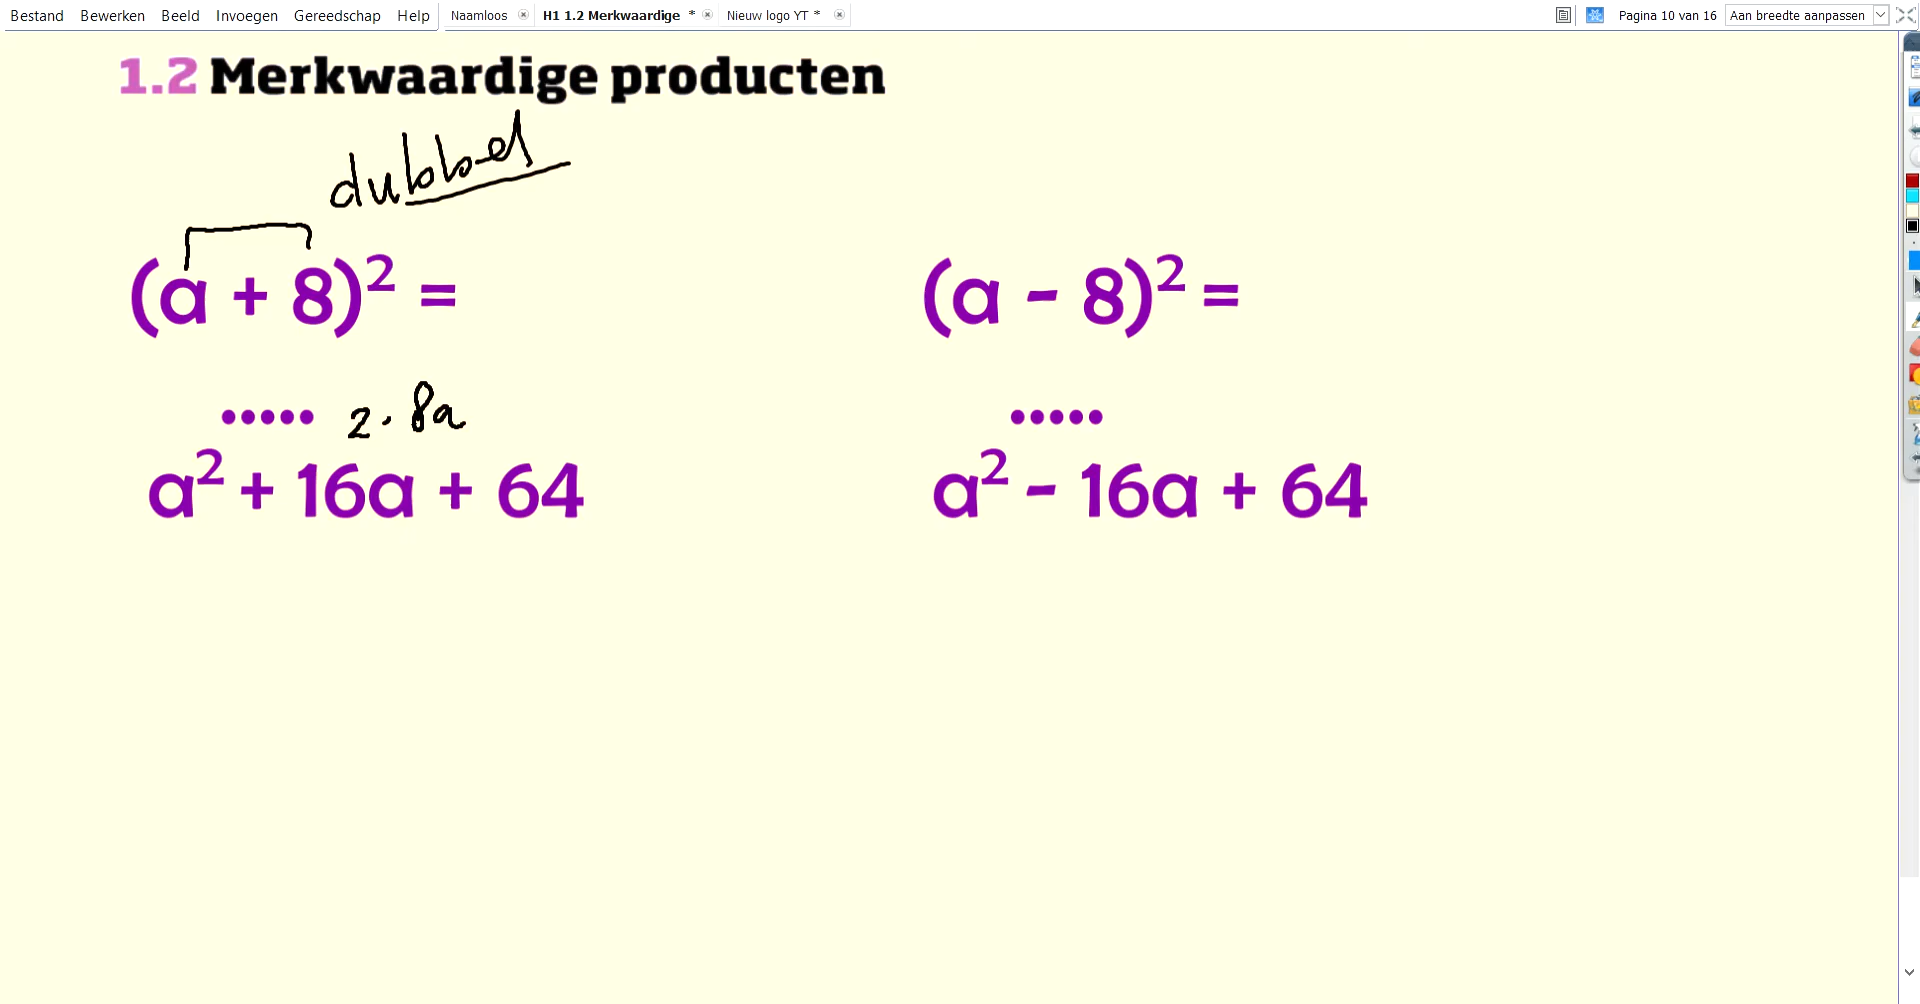 Bestand Bewerken Beeld Invoegen Gereedschap Help Naamloos H1 1.2 Merkwaardige * Nieuw logo YT * Pagina 10 van 16 Aan breedte aanpassen
1.2 Merkwaardige producten
dubbel
(a + 8)² = (a - 8)² =
..... 2 · 8a .....
a² + 16a + 64 a² - 16a + 64